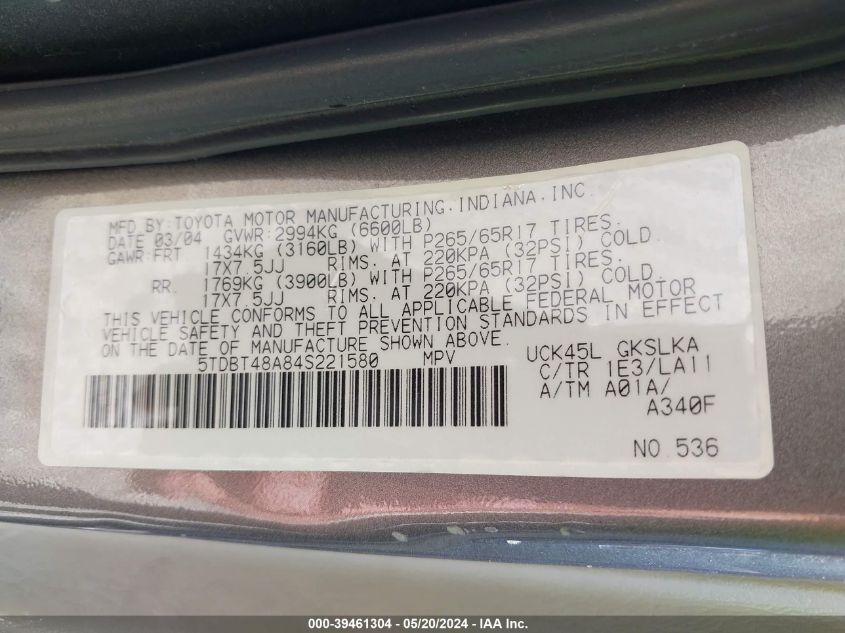 MFD.BY:TOYOTA MOTOR MANUFACTURING.INDIANA.INC.
DATE 03/04 GVWR:2994KG (6600LB)
GAWR:FRT. 1434KG (3160LB) WITH P265/65R17 TIRES.
17X7.5JJ RIMS. AT 220KPA (32PSI) COLD.
RR. 1769KG (3900LB) WITH P265/65R17 TIRES.
17X7.5JJ RIMS. AT 220KPA (32PSI) COLD.
THIS VEHICLE CONFORMS TO ALL APPLICABLE FEDERAL MOTOR
VEHICLE SAFETY AND THEFT PREVENTION STANDARDS IN EFFECT
ON THE DATE OF MANUFACTURE SHOWN ABOVE.
5TDBT48A84S221580 MPV
UCK45L GKSLKA
C/TR 1E3/LA11
A/TM A01A/
A340F
NO.536
000-39461304 — 05/20/2024 — IAA Inc.